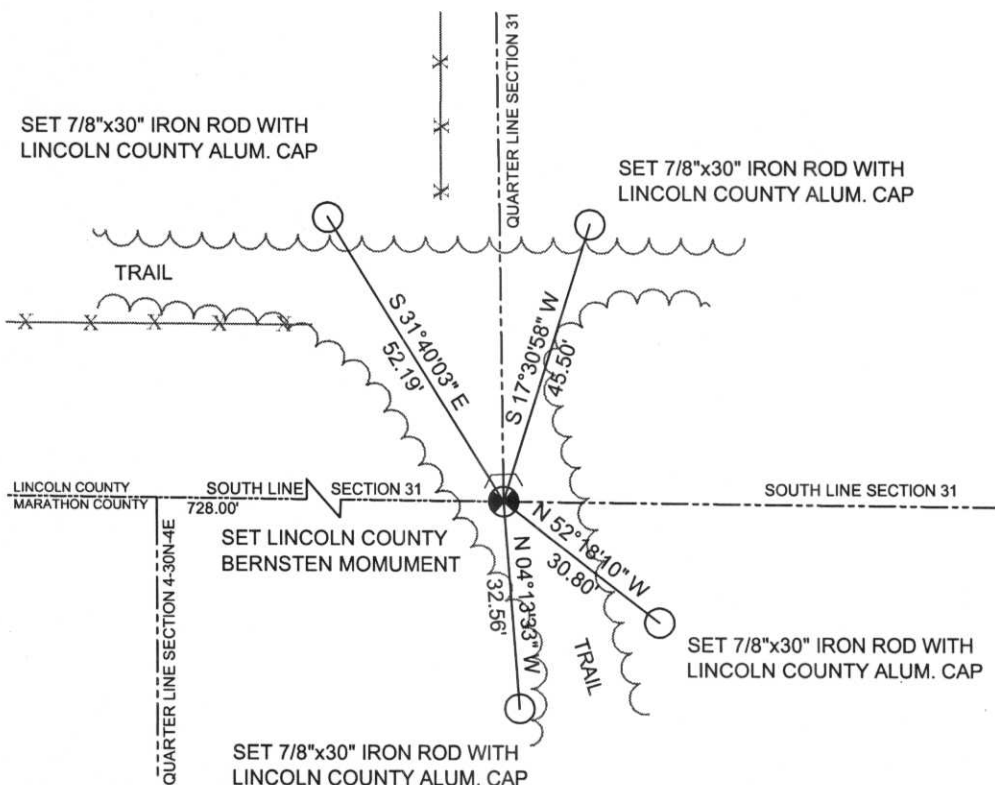 QUARTER LINE SECTION 31
SET 7/8"x30" IRON ROD WITH
LINCOLN COUNTY ALUM. CAP
SET 7/8"x30" IRON ROD WITH
LINCOLN COUNTY ALUM. CAP
TRAIL
S 31°40'03" E
52.19'
S 17°30'58" W
45.50'
LINCOLN COUNTY
MARATHON COUNTY
SOUTH LINE
SECTION 31
728.00'
SOUTH LINE SECTION 31
SET LINCOLN COUNTY
BERNSTEN MOMUMENT
N 52°18'10" W
30.80'
N 04°13'33" W
32.56'
QUARTER LINE SECTION 4-30N-4E
TRAIL
SET 7/8"x30" IRON ROD WITH
LINCOLN COUNTY ALUM. CAP
SET 7/8"x30" IRON ROD WITH
LINCOLN COUNTY ALUM. CAP